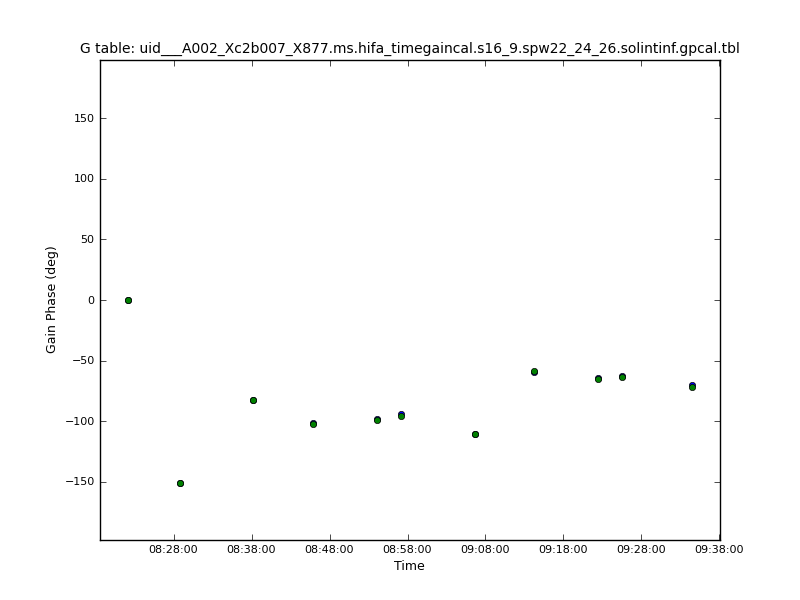 G table: uid___A002_Xc2b007_X877.ms.hifa_timegaincal.s16_9.spw22_24_26.solintinf.gpcal.tbl
150
100
50
0
−50
−100
−150
Gain Phase (deg)
08:28:00 08:38:00 08:48:00 08:58:00 09:08:00 09:18:00 09:28:00 09:38:00
Time